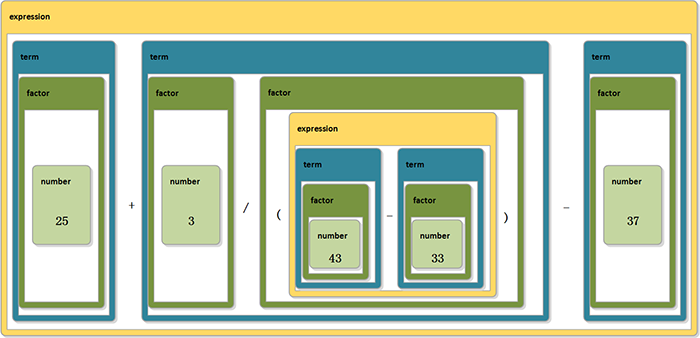 expression
term term term
factor factor factor factor
expression
term term
number number factor factor number
25 + 3 / ( number 43 - number 33 ) - 37